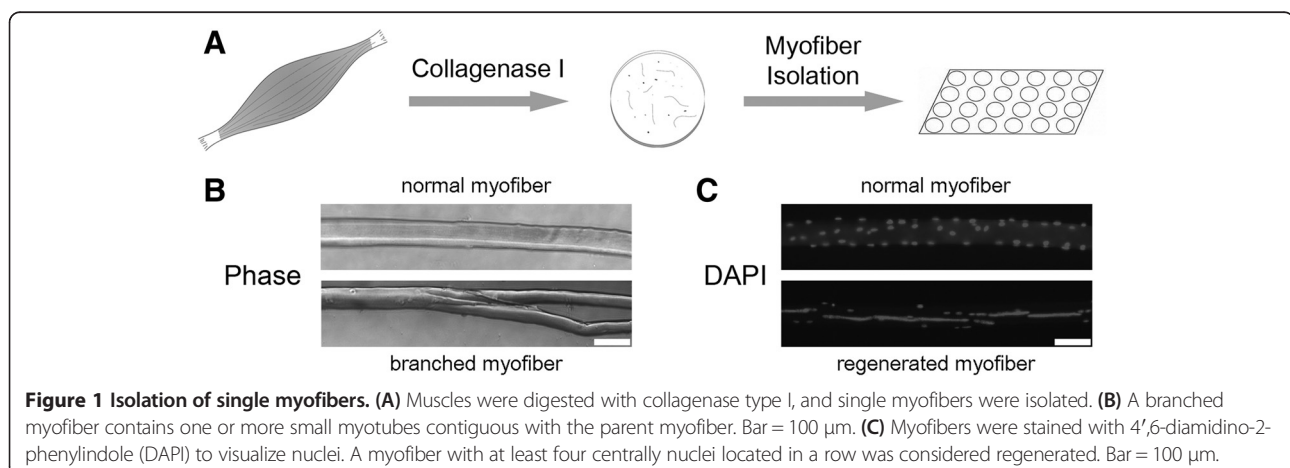 A
Collagenase I
Myofiber
Isolation
B
normal myofiber
Phase
branched myofiber
C
normal myofiber
DAPI
regenerated myofiber
Figure 1 Isolation of single myofibers. (A) Muscles were digested with collagenase type I, and single myofibers were isolated. (B) A branched
myofiber contains one or more small myotubes contiguous with the parent myofiber. Bar = 100 μm. (C) Myofibers were stained with 4′,6-diamidino-2-
phenylindole (DAPI) to visualize nuclei. A myofiber with at least four centrally nuclei located in a row was considered regenerated. Bar = 100 μm.